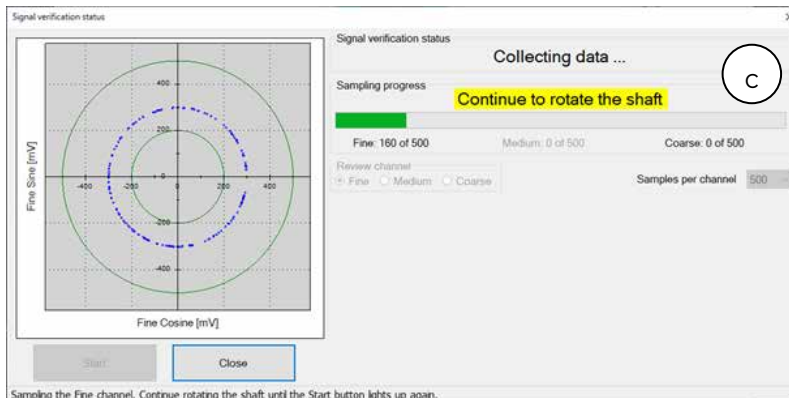 Signal verification status
Signal verification status
Collecting data ...
C
Sampling progress
Continue to rotate the shaft
Fine: 160 of 500 Medium: 0 of 500 Coarse: 0 of 500
Review channel
Fine Medium Coarse
Samples per channel 500
400
200
-400 -200 0 200 400
0
-200
-400
Fine Sine [mV]
Fine Cosine [mV]
Start Close
Sampling the Fine channel. Continue rotating the shaft until the Start button lights up again.